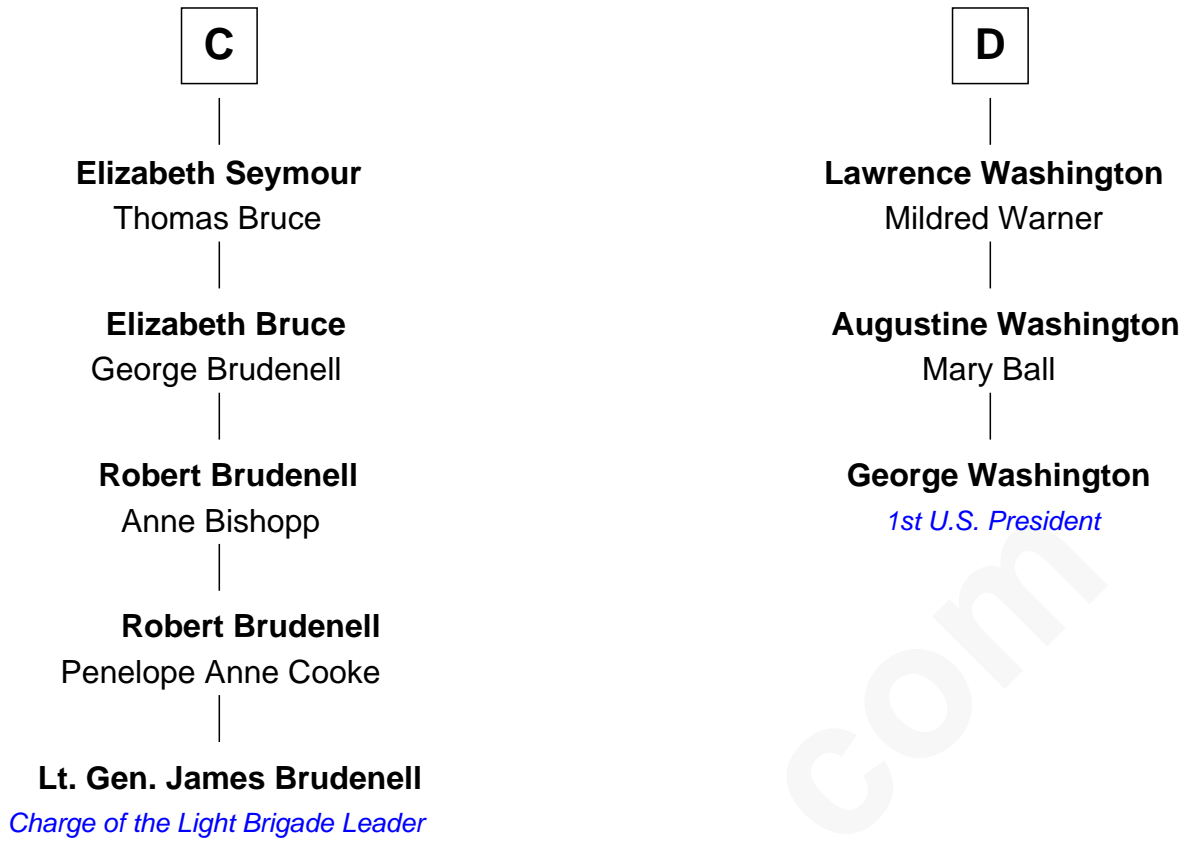 C
Elizabeth Seymour
Thomas Bruce
Elizabeth Bruce
George Brudenell
Robert Brudenell
Anne Bishopp
Robert Brudenell
Penelope Anne Cooke
Lt. Gen. James Brudenell
Charge of the Light Brigade Leader
D
Lawrence Washington
Mildred Warner
Augustine Washington
Mary Ball
George Washington
1st U.S. President
com